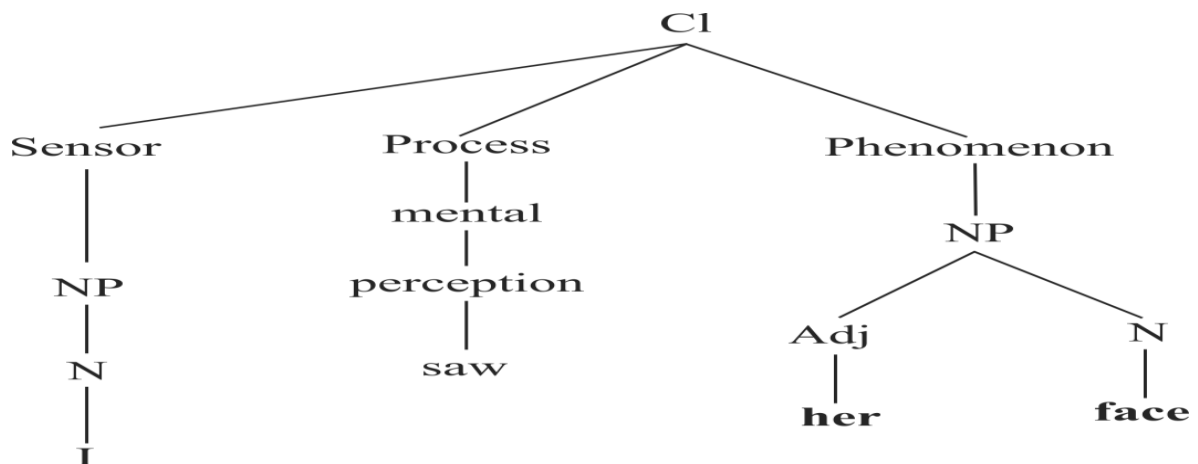 Cl
Sensor Process Phenomenon
mental
NP
NP perception
Adj N
N saw
her face
I